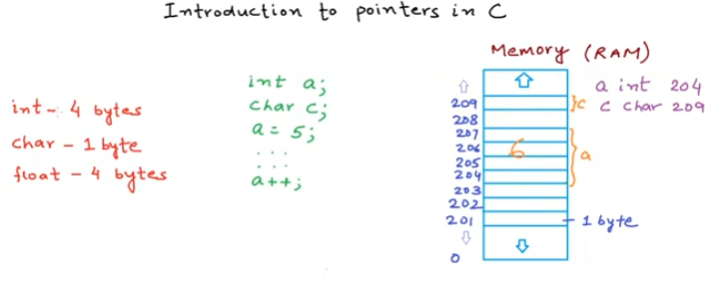 Introduction to pointers in C
Memory (RAM)
int - 4 bytes
char - 1 byte
float - 4 bytes
int a;
char c;
a = 5;
...
...
a++;
209
208
207
206
205
204
203
202
201
0
6
c
a
1 byte
a int 204
c char 209